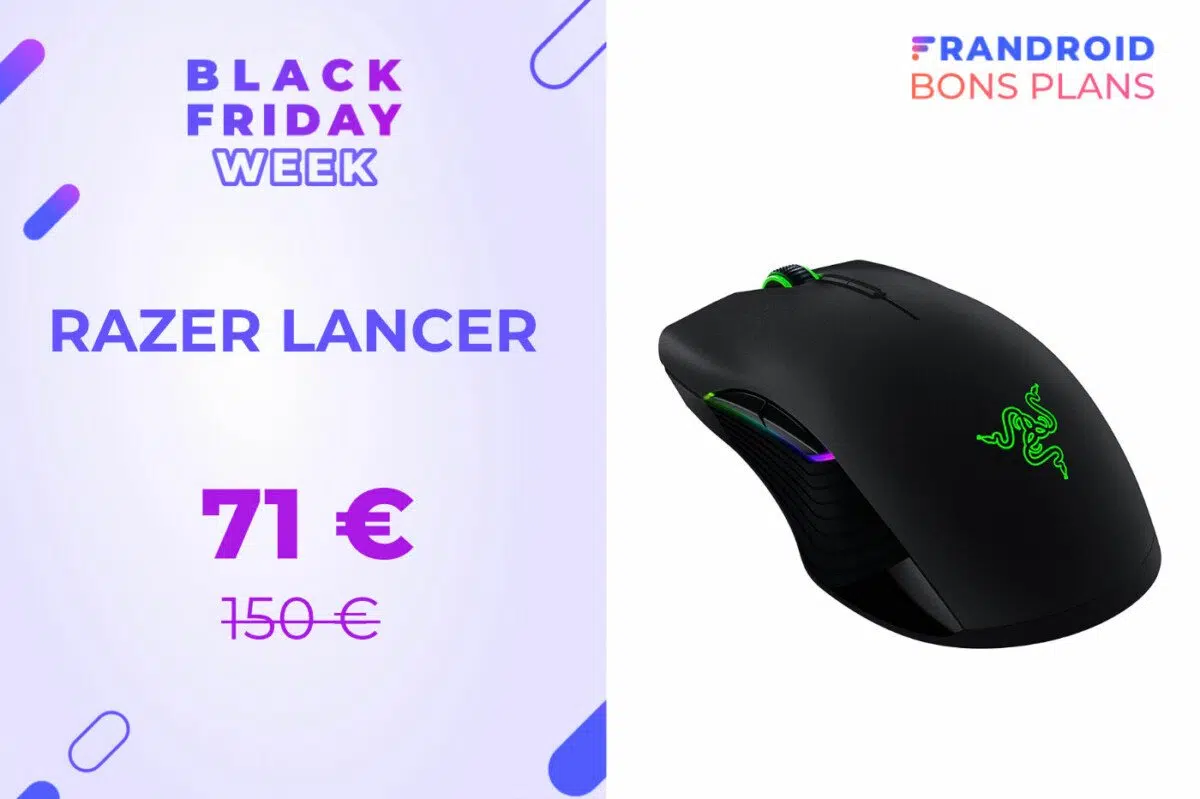 BLACK
FRIDAY
WEEK
RAZER LANCER
71 €
150 €
FRANDROID
BONS PLANS